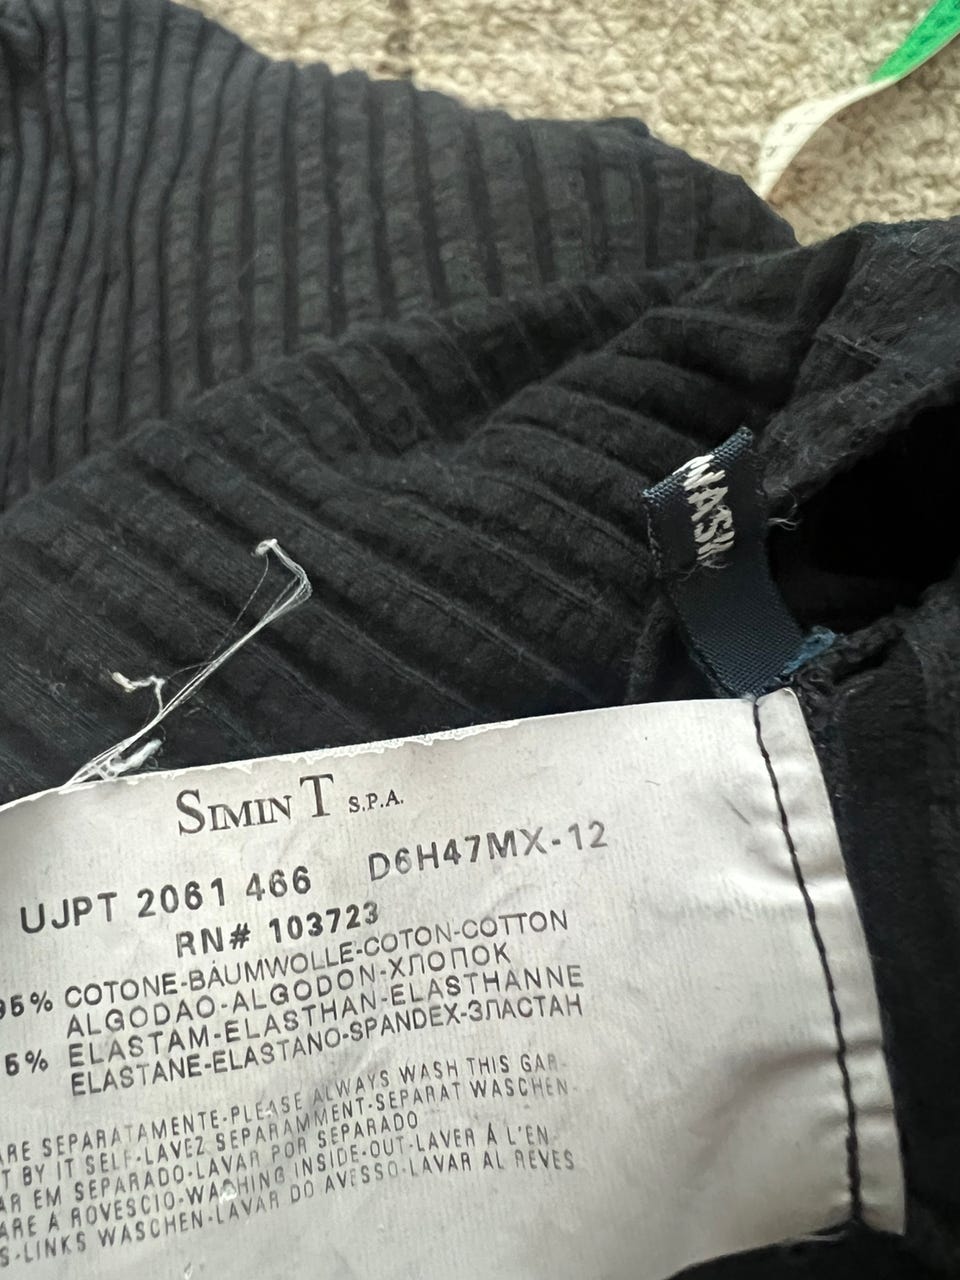 SIMIN T S.P.A.
UJPT 2061 466 D6H47MX-12
RN# 103723
95% COTONE-BAUMWOLLE-COTON-COTTON
ALGODAO-ALGODON-ХЛОПОК
5% ELASTAM-ELASTHAN-ELASTHANNE
ELASTANE-ELASTANO-SPANDEX-ЭЛАСТАН
ARE SEPARATAMENTE-PLEASE ALWAYS WASH THIS GAR-
T BY IT SELF-LAVEZ SEPARAMMENT-SEPARAT WASCHEN-
AR EM SEPARADO-LAVAR POR SEPARADO
ARE A ROVESCIO-WASHING INSIDE-OUT-LAVER A L'EN
S-LINKS WASCHEN-LAVAR DO AVESSO-LAVAR AL REVES